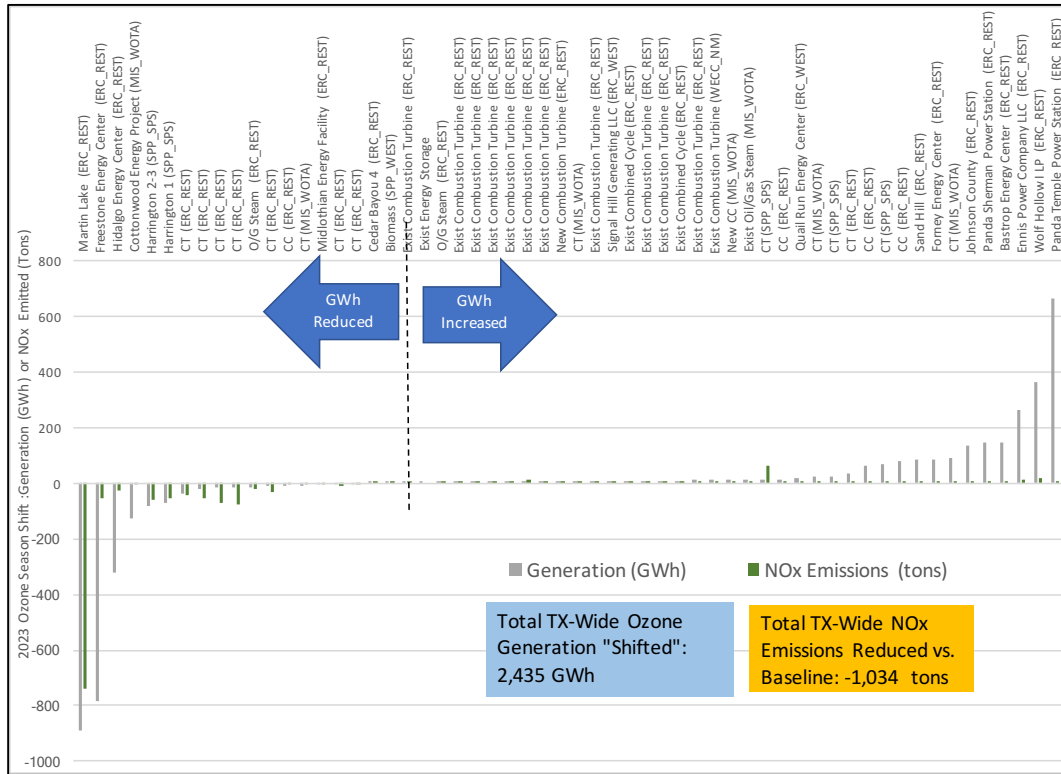 Martin Lake (ERC_REST)
Freestone Energy Center (ERC_REST)
Hidalgo Energy Center (ERC_REST)
Cottonwood Energy Project (MIS_WOTA)
Harrington 2-3 (SPP_SPS)
Harrington 1 (SPP_SPS)
CT (ERC_REST)
CT (ERC_REST)
CT (ERC_REST)
CT (ERC_REST)
O/G Steam (ERC_REST)
CT (ERC_REST)
CC (ERC_REST)
CT (MIS_WOTA)
Midlothian Energy Facility (ERC_REST)
CT (ERC_REST)
CT (ERC_REST)
Cedar Bayou 4 (ERC_REST)
Biomass (SPP_WEST)
Exist Combustion Turbine (ERC_REST)
Exist Energy Storage
O/G Steam (ERC_REST)
Exist Combustion Turbine (ERC_REST)
Exist Combustion Turbine (ERC_REST)
Exist Combustion Turbine (ERC_REST)
Exist Combustion Turbine (ERC_REST)
Exist Combustion Turbine (ERC_REST)
Exist Combustion Turbine (ERC_REST)
New Combustion Turbine (ERC_REST)
CT (MIS_WOTA)
Exist Combustion Turbine (ERC_REST)
Signal Hill Generating LLC (ERC_WEST)
Exist Combined Cycle (ERC_REST)
Exist Combustion Turbine (ERC_REST)
Exist Combustion Turbine (ERC_REST)
Exist Combined Cycle (ERC_REST)
Exist Combustion Turbine (ERC_REST)
Exist Combustion Turbine (WECC_NM)
New CC (MIS_WOTA)
Exist Oil/Gas Steam (MIS_WOTA)
CT (SPP_SPS)
CC (ERC_REST)
Quail Run Energy Center (ERC_WEST)
CT (MIS_WOTA)
CT (SPP_SPS)
CT (ERC_REST)
CC (ERC_REST)
CT (SPP_SPS)
CC (ERC_REST)
Sand Hill (ERC_REST)
Forney Energy Center (ERC_REST)
CT (MIS_WOTA)
Johnson County (ERC_REST)
Panda Sherman Power Station (ERC_REST)
Bastrop Energy Center (ERC_REST)
Ennis Power Company LLC (ERC_REST)
Wolf Hollow I LP (ERC_REST)
Panda Temple Power Station (ERC_REST)
2023 Ozone Season Shift :Generation (GWh) or NOx Emitted (Tons)
800
600
400
200
0
-200
-400
-600
-800
-1000
GWh
Reduced
GWh
Increased
Generation (GWh)
NOx Emissions (tons)
Total TX-Wide Ozone
Generation "Shifted":
2,435 GWh
Total TX-Wide NOx
Emissions Reduced vs.
Baseline: -1,034 tons